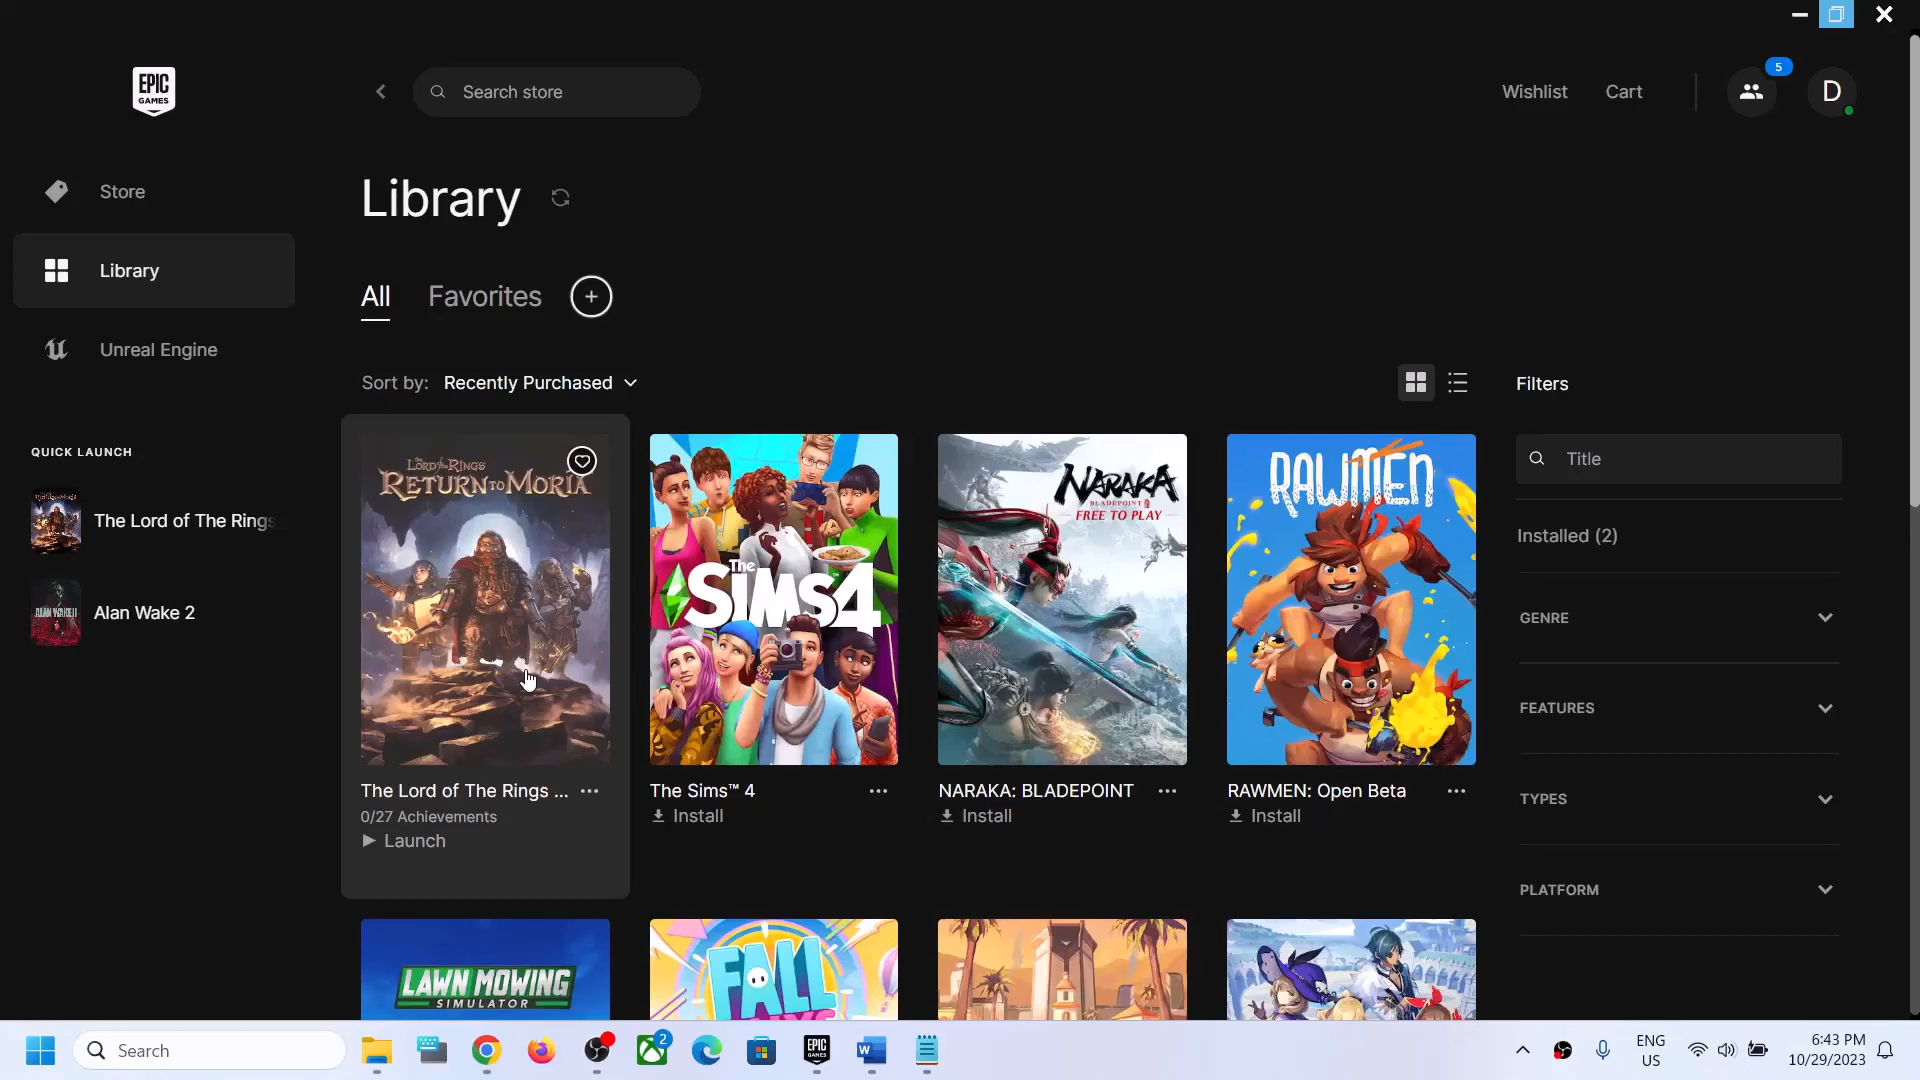 EPIC
GAMES
Search store
Wishlist
Cart
5
D
Store
Library
Unreal Engine
Library
All
Favorites
+
Sort by: Recently Purchased
Filters
QUICK LAUNCH
The Lord of The Rings
Alan Wake 2
THE LORD of the RINGS
RETURN TO MORIA
The
SIMS 4
NARAKA
BLADEPOINT
FREE TO PLAY
RAWMEN
Title
Installed (2)
GENRE
FEATURES
TYPES
PLATFORM
The Lord of The Rings ...
0/27 Achievements
Launch
The Sims™ 4
Install
NARAKA: BLADEPOINT
Install
RAWMEN: Open Beta
Install
LAWN MOWING
SIMULATOR
FALL
Search
2
EPIC
GAMES
W
ENG
US
6:43 PM
10/29/2023